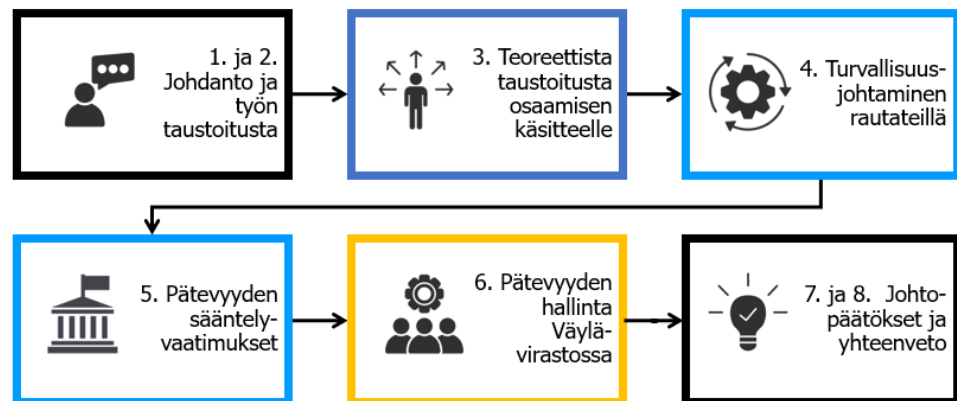 1. ja 2.
Johdanto ja
työn
taustoitusta
3. Teoreettista
taustoitusta
osaamisen
käsitteelle
4. Turvallisuus-
johtaminen
rautateillä
5. Pätevyyden
sääntely-
vaatimukset
6. Pätevyyden
hallinta
Väylä-
virastossa
7. ja 8. Johto-
päätökset ja
yhteenveto